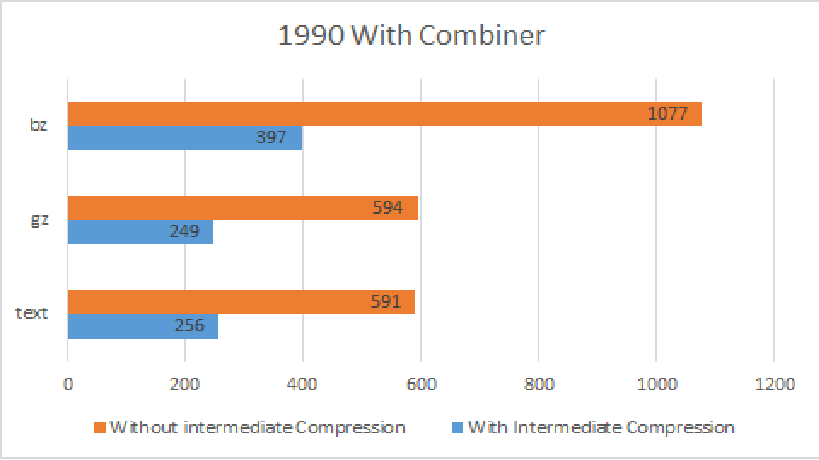 1990 With Combiner
bz
1077
397
gz
594
249
text
591
256
0 200 400 600 800 1000 1200
Without intermediate Compression With Intermediate Compression